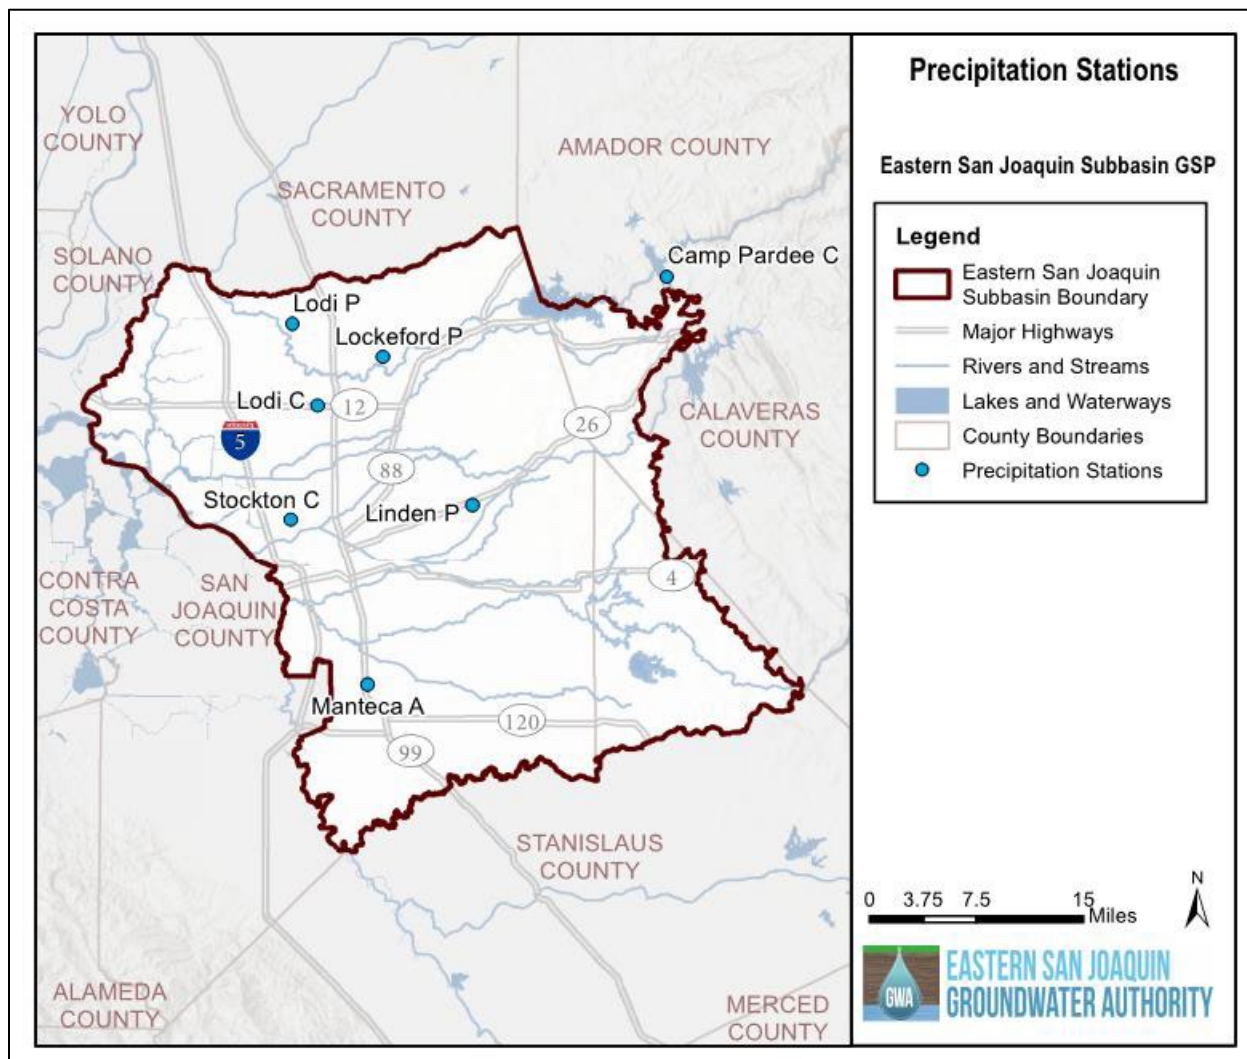 Precipitation Stations
Eastern San Joaquin Subbasin GSP
Legend
Eastern San Joaquin
Subbasin Boundary
Major Highways
Rivers and Streams
Lakes and Waterways
County Boundaries
Precipitation Stations
YOLO
COUNTY
AMADOR COUNTY
SACRAMENTO
COUNTY
SOLANO
COUNTY
Camp Pardee C
Lodi P
Lockeford P
Lodi C
12
5
26
CALAVERAS
COUNTY
88
Stockton C
Linden P
CONTRA
COSTA
COUNTY
SAN
JOAQUIN
COUNTY
4
Manteca A
120
99
STANISLAUS
COUNTY
ALAMEDA
COUNTY
MERCED
COUNTY
N
0 3.75 7.5 15
Miles
GWA
EASTERN SAN JOAQUIN
GROUNDWATER AUTHORITY